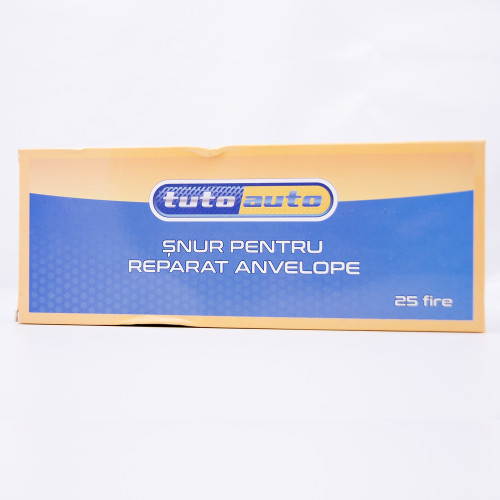 tuto auto
ȘNUR PENTRU
REPARAT ANVELOPE
25 fire